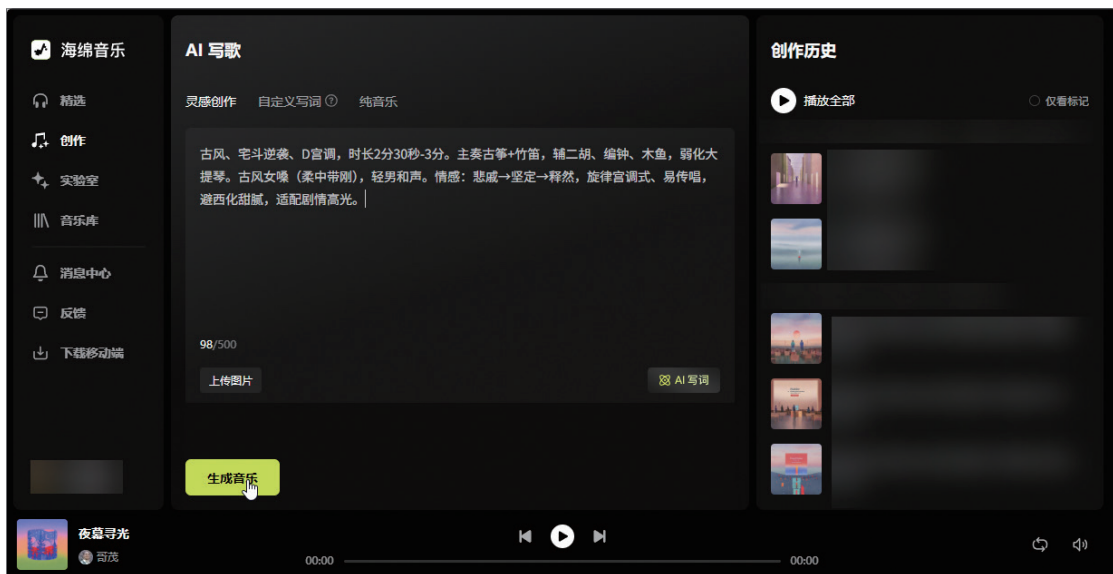 海绵音乐
精选
创作
实验室
音乐库
消息中心
反馈
下载移动端
AI 写歌
灵感创作 自定义写词 纯音乐
古风、宅斗逆袭、D宫调，时长2分30秒-3分。主奏古筝+竹笛，辅二胡、编钟、木鱼，弱化大
提琴。古风女嗓（柔中带刚），轻男和声。情感：悲戚→坚定→释然，旋律宫调式、易传唱，
避西化甜腻，适配剧情高光。
98/500
上传图片 AI 写词
生成音乐
创作历史
播放全部 仅看标记
夜幕寻光
哥茂
00:00 00:00